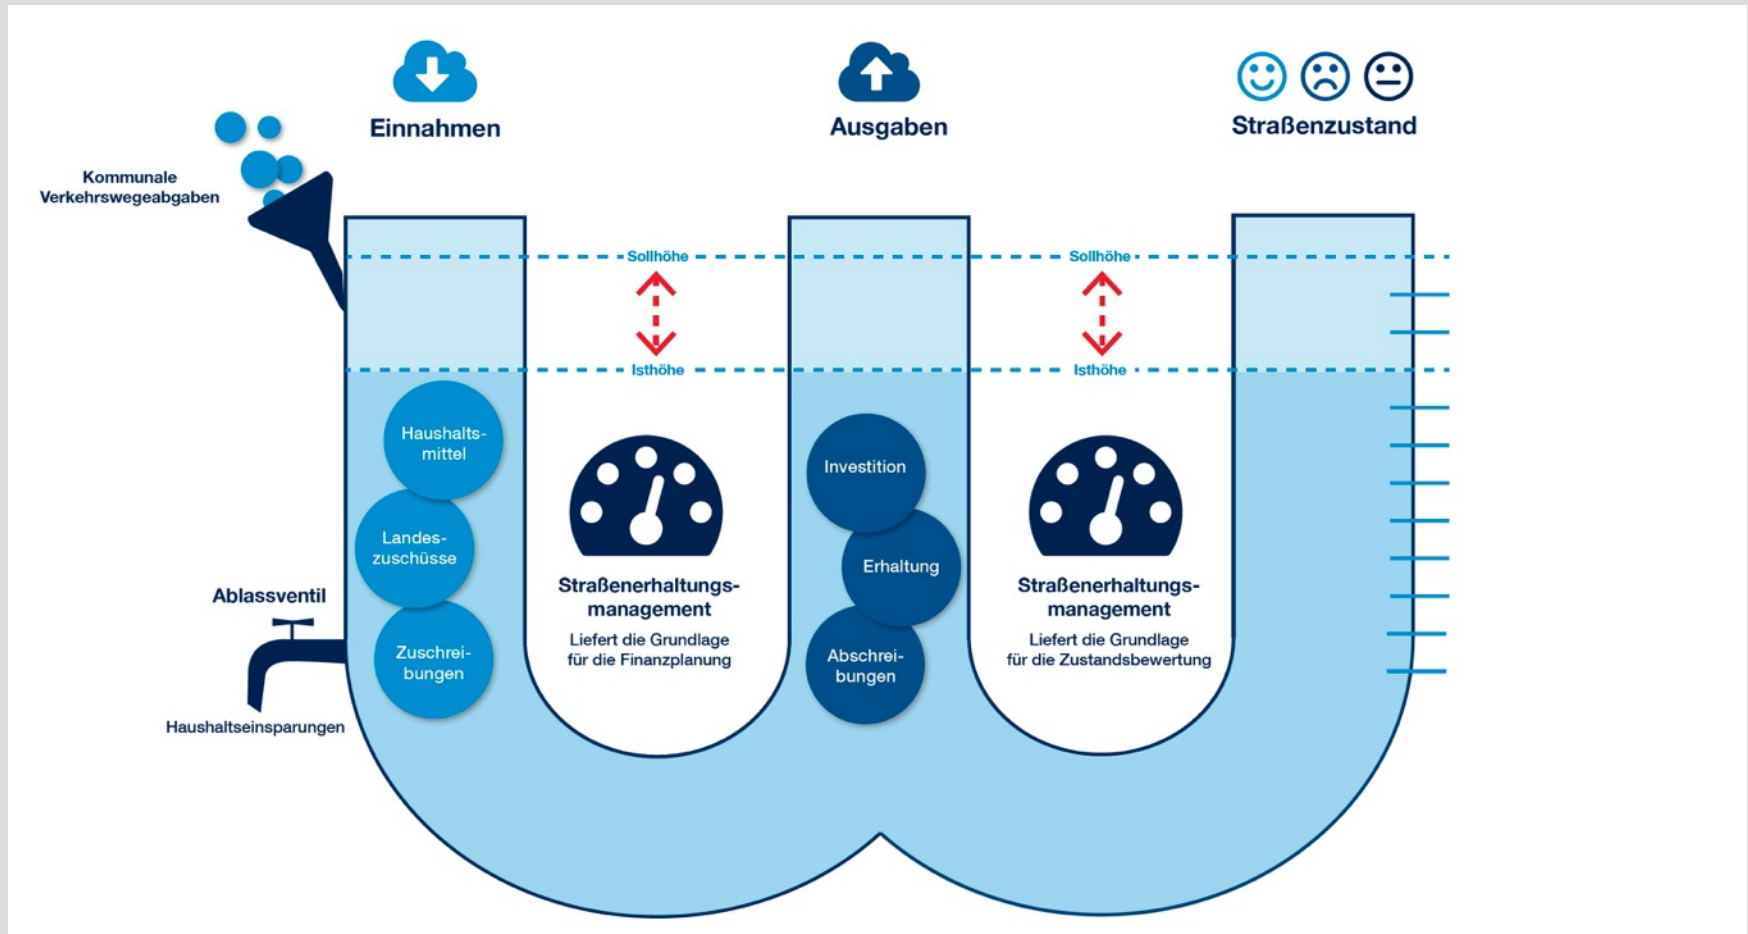 Einnahmen
Ausgaben
Straßenzustand
Kommunale
Verkehrswegeabgaben
Sollhöhe
Sollhöhe
Isthöhe
Isthöhe
Haushalts-
mittel
Landes-
zuschüsse
Zuschrei-
bungen
Ablassventil
Haushaltseinsparungen
Straßenerhaltungs-
management
Liefert die Grundlage
für die Finanzplanung
Investition
Erhaltung
Abschrei-
bungen
Straßenerhaltungs-
management
Liefert die Grundlage
für die Zustandsbewertung